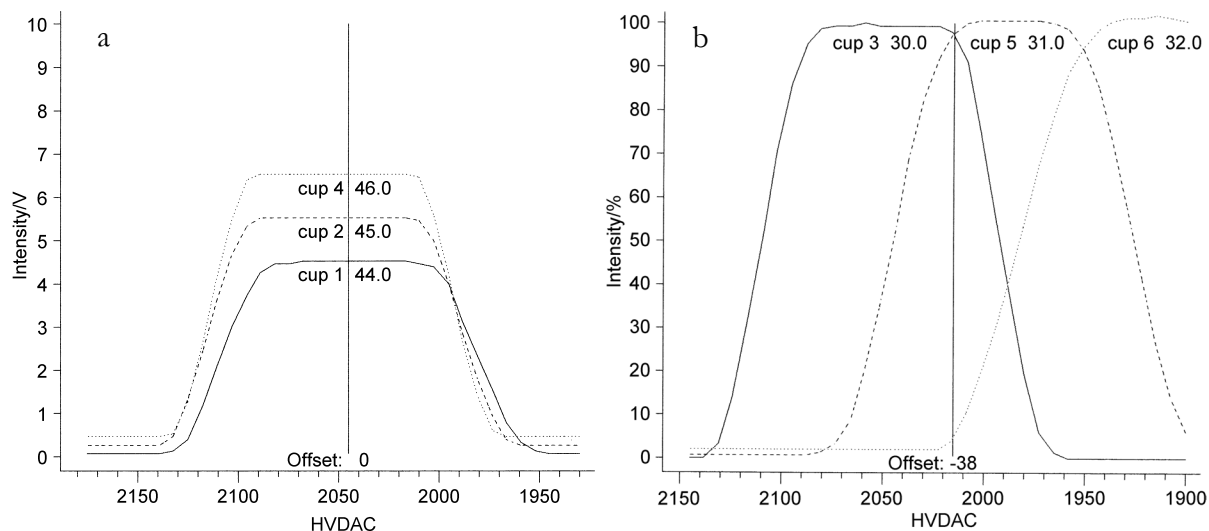 a
10
9
8
7
6
5
4
3
2
1
0
Intensity/V
cup 4 46.0
cup 2 45.0
cup 1 44.0
Offset: 0
2150 2100 2050 2000 1950
HVDAC
b
100
90
80
70
60
50
40
30
20
10
0
Intensity/%
cup 3 30.0 cup 5 31.0 cup 6 32.0
Offset: -38
2150 2100 2050 2000 1950 1900
HVDAC